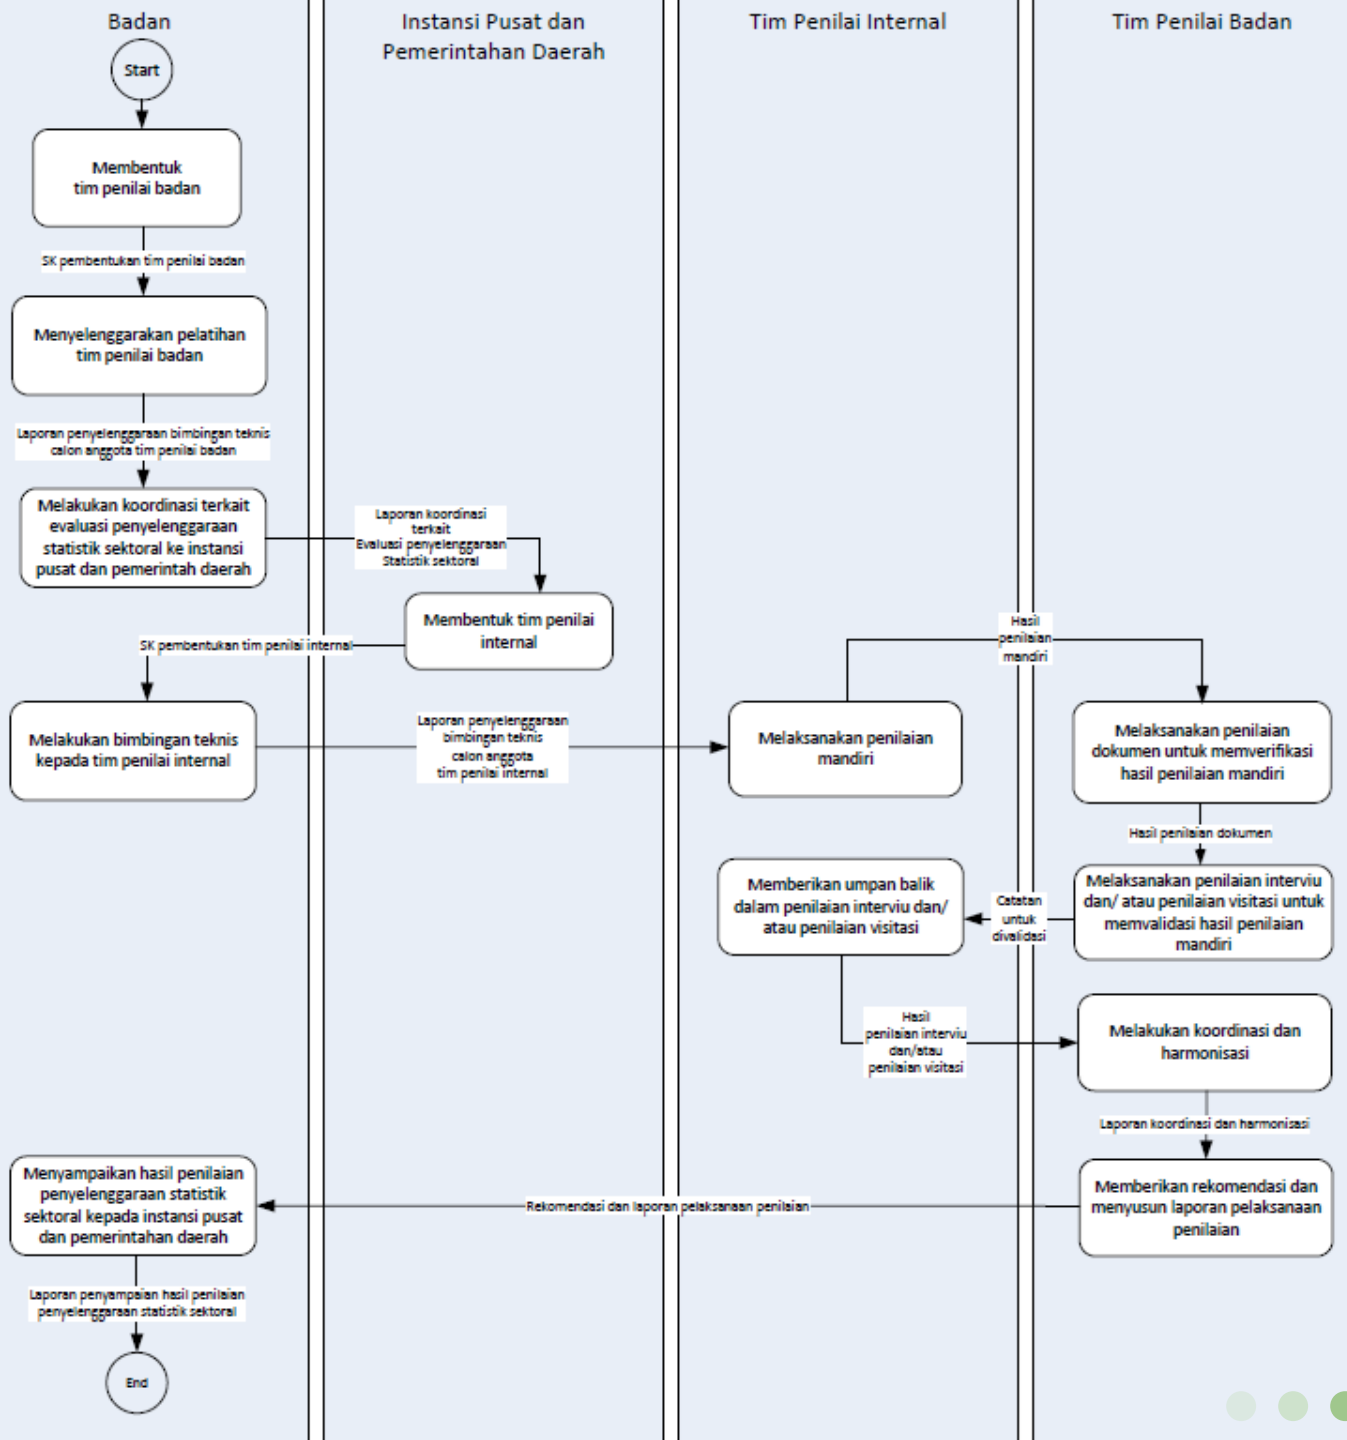 Badan
Instansi Pusat dan
Pemerintahan Daerah
Tim Penilai Internal
Tim Penilai Badan
Start
Membentuk
tim penilai badan
SK pembentukan tim penilai badan
Menyelenggarakan pelatihan
tim penilai badan
Laporan penyelenggaraan bimbingan teknis
calon anggota tim penilai badan
Melakukan koordinasi terkait
evaluasi penyelenggaraan
statistik sektoral ke instansi
pusat dan pemerintah daerah
Laporan koordinasi
terkait
Evaluasi penyelenggaraan
Statistik sektoral
Membentuk tim penilai
internal
SK pembentukan tim penilai internal
Melakukan bimbingan teknis
kepada tim penilai internal
Laporan penyelenggaraan
bimbingan teknis
calon anggota
tim penilai internal
Melaksanakan penilaian
mandiri
Hasil
penilaian
mandiri
Melaksanakan penilaian
dokumen untuk memverifikasi
hasil penilaian mandiri
Hasil penilaian dokumen
Melaksanakan penilaian interviu
dan/ atau penilaian visitasi untuk
memvalidasi hasil penilaian
mandiri
Catatan
untuk
divalidasi
Memberikan umpan balik
dalam penilaian interviu dan/
atau penilaian visitasi
Hasil
penilaian interviu
dan/atau
penilaian visitasi
Melakukan koordinasi dan
harmonisasi
Laporan koordinasi dan harmonisasi
Memberikan rekomendasi dan
menyusun laporan pelaksanaan
penilaian
Rekomendasi dan laporan pelaksanaan penilaian
Menyampaikan hasil penilaian
penyelenggaraan statistik
sektoral kepada instansi pusat
dan pemerintahan daerah
Laporan penyampaian hasil penilaian
penyelenggaraan statistik sektoral
End